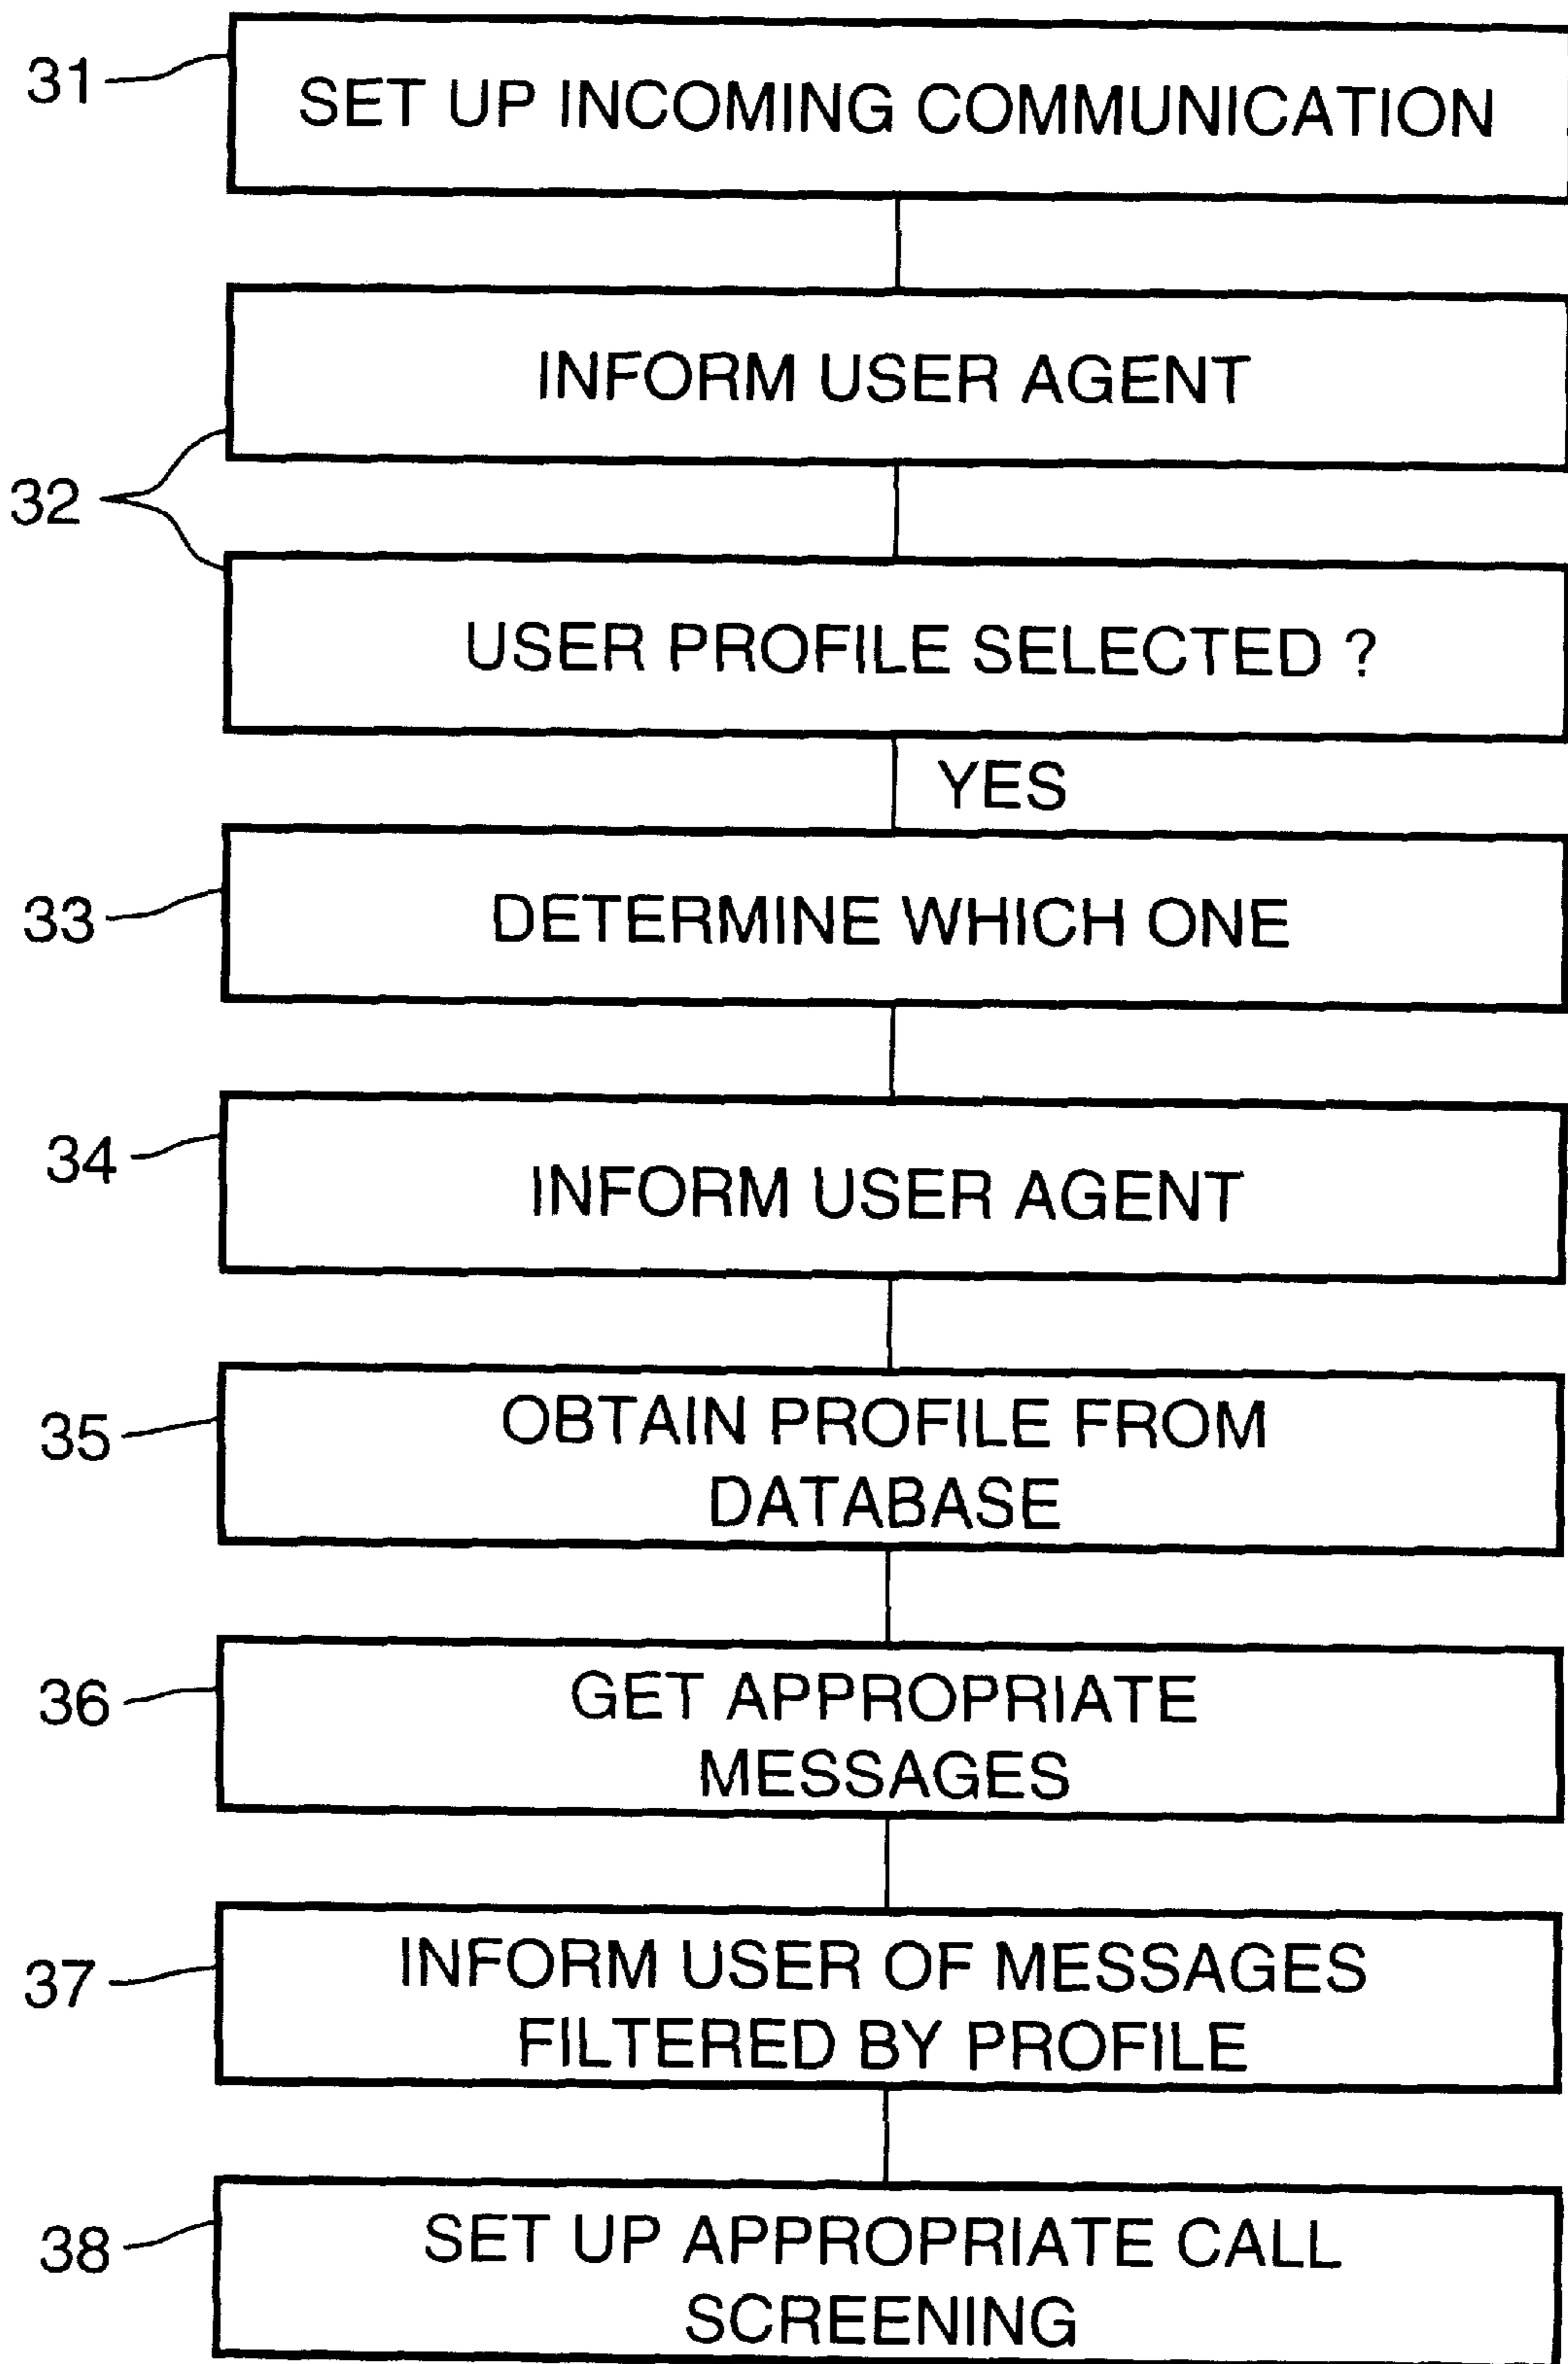 31
SET UP INCOMING COMMUNICATION
INFORM USER AGENT
32
USER PROFILE SELECTED ?
YES
33
DETERMINE WHICH ONE
34
INFORM USER AGENT
35
OBTAIN PROFILE FROM
DATABASE
36
GET APPROPRIATE
MESSAGES
37
INFORM USER OF MESSAGES
FILTERED BY PROFILE
38
SET UP APPROPRIATE CALL
SCREENING